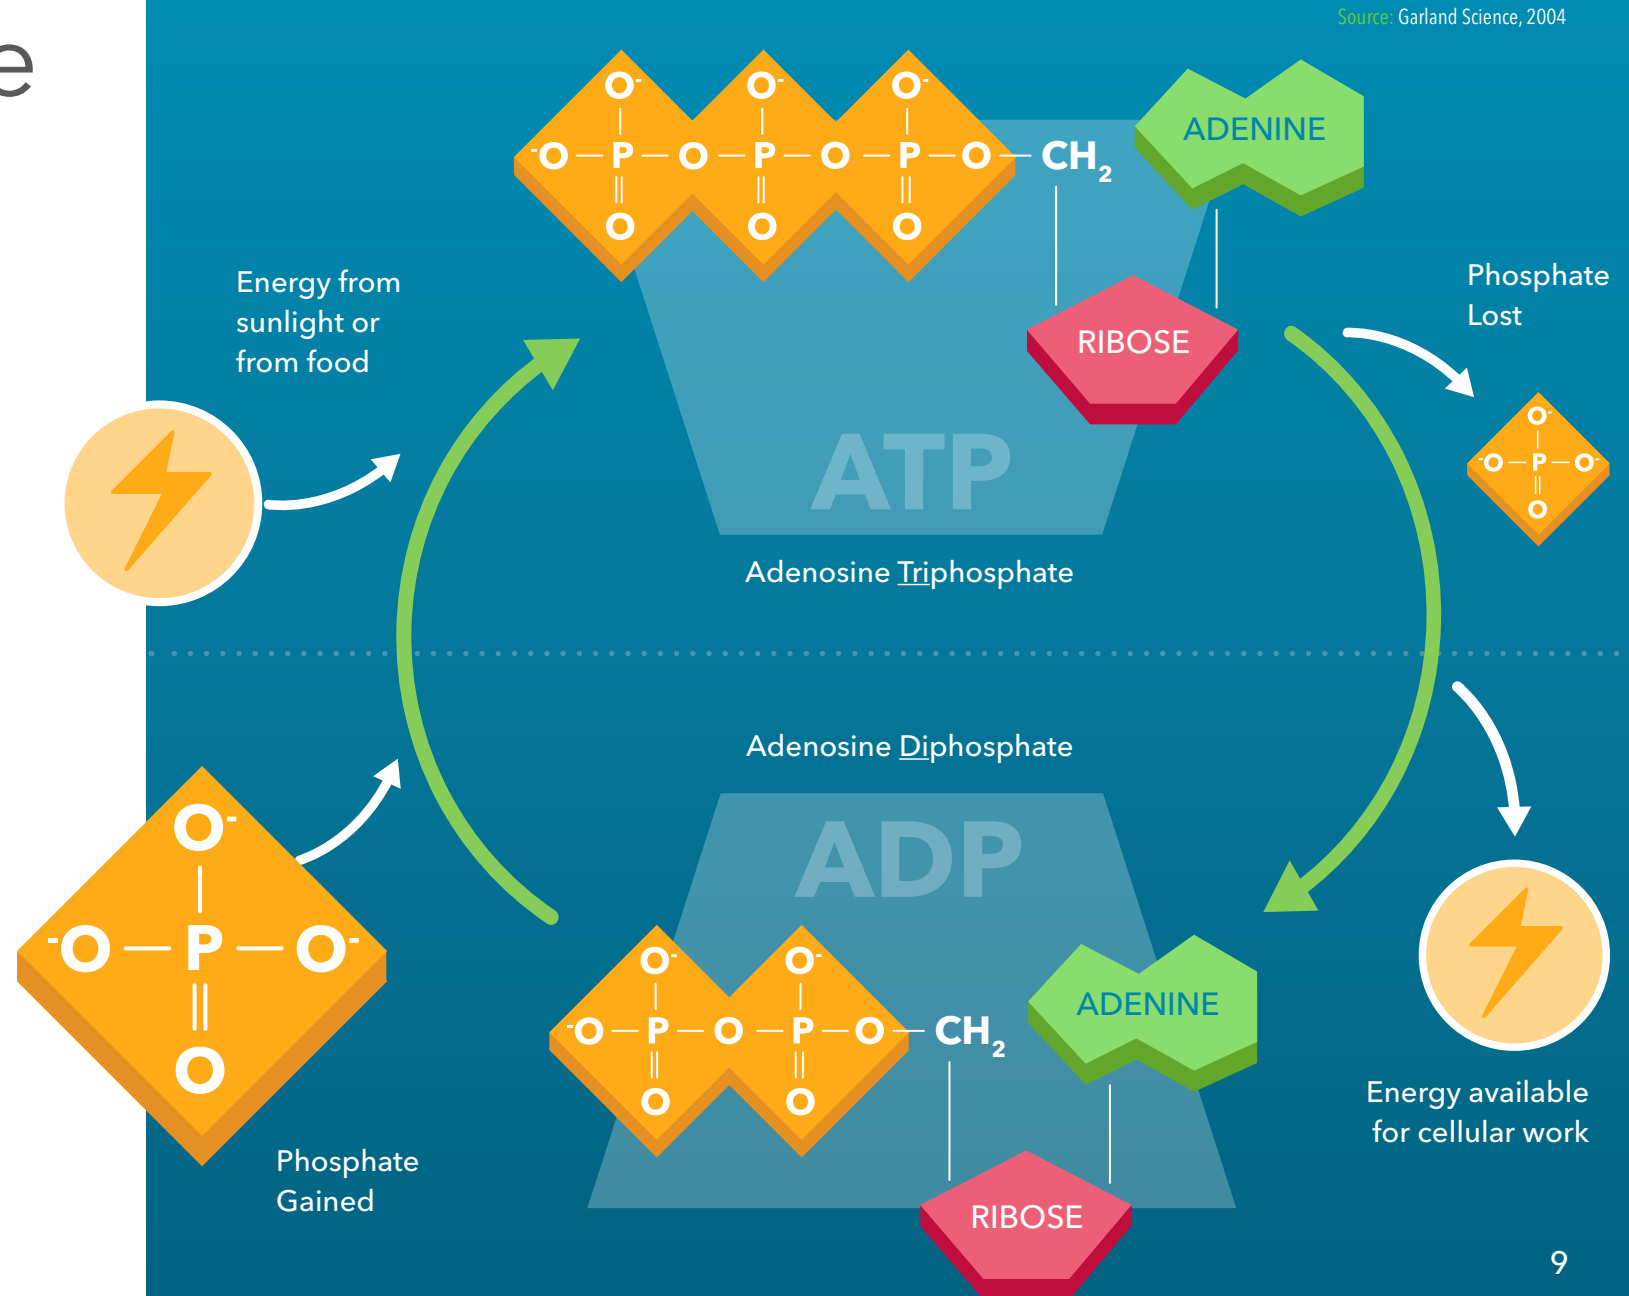 e
Source: Garland Science, 2004
O- O- O-
-O P O P O P O CH2
O O O
ADENINE
RIBOSE
Energy from
sunlight or
from food
Phosphate
Lost
O-
-O P O-
O
ATP
Adenosine Triphosphate
Adenosine Diphosphate
ADP
O-
-O P O-
O
Phosphate
Gained
O- O-
-O P O P O CH2
O O
ADENINE
RIBOSE
Energy available
for cellular work
9